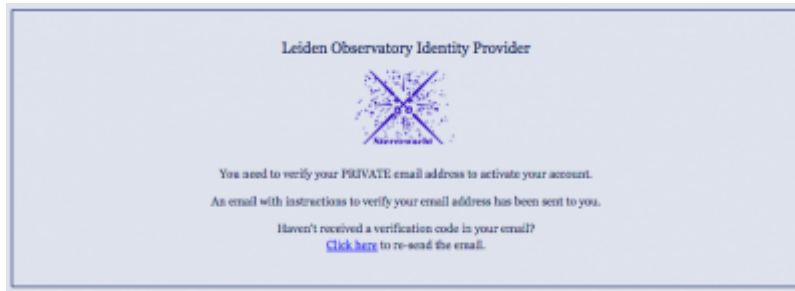 Leiden Observatory Identity Provider
Sterrewacht
You need to verify your PRIVATE email address to activate your account.
An email with instructions to verify your email address has been sent to you.
Haven't received a verification code in your email?
Click here to re-send the email.